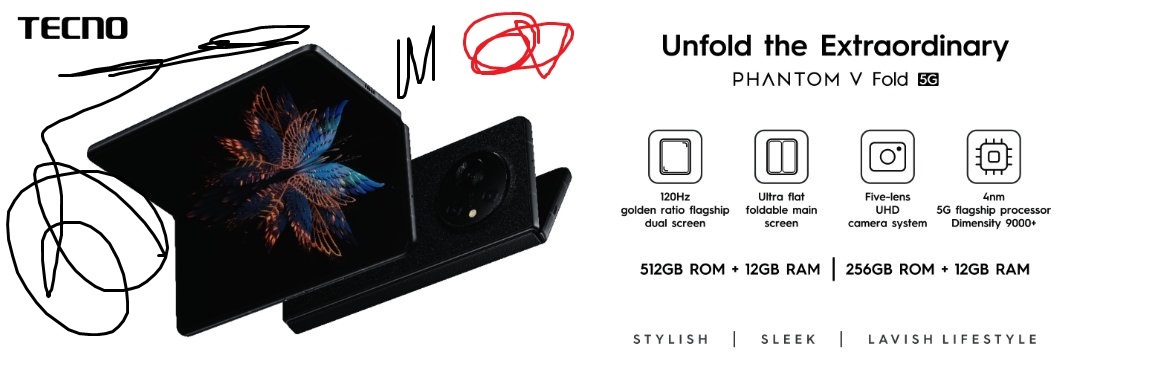 TECNO
Unfold the Extraordinary
PHANTOM V Fold 5G
120Hz
golden ratio flagship
dual screen
Ultra flat
foldable main
screen
Five-lens
UHD
camera system
4nm
5G flagship processor
Dimensity 9000+
512GB ROM + 12GB RAM | 256GB ROM + 12GB RAM
STYLISH | SLEEK | LAVISH LIFESTYLE